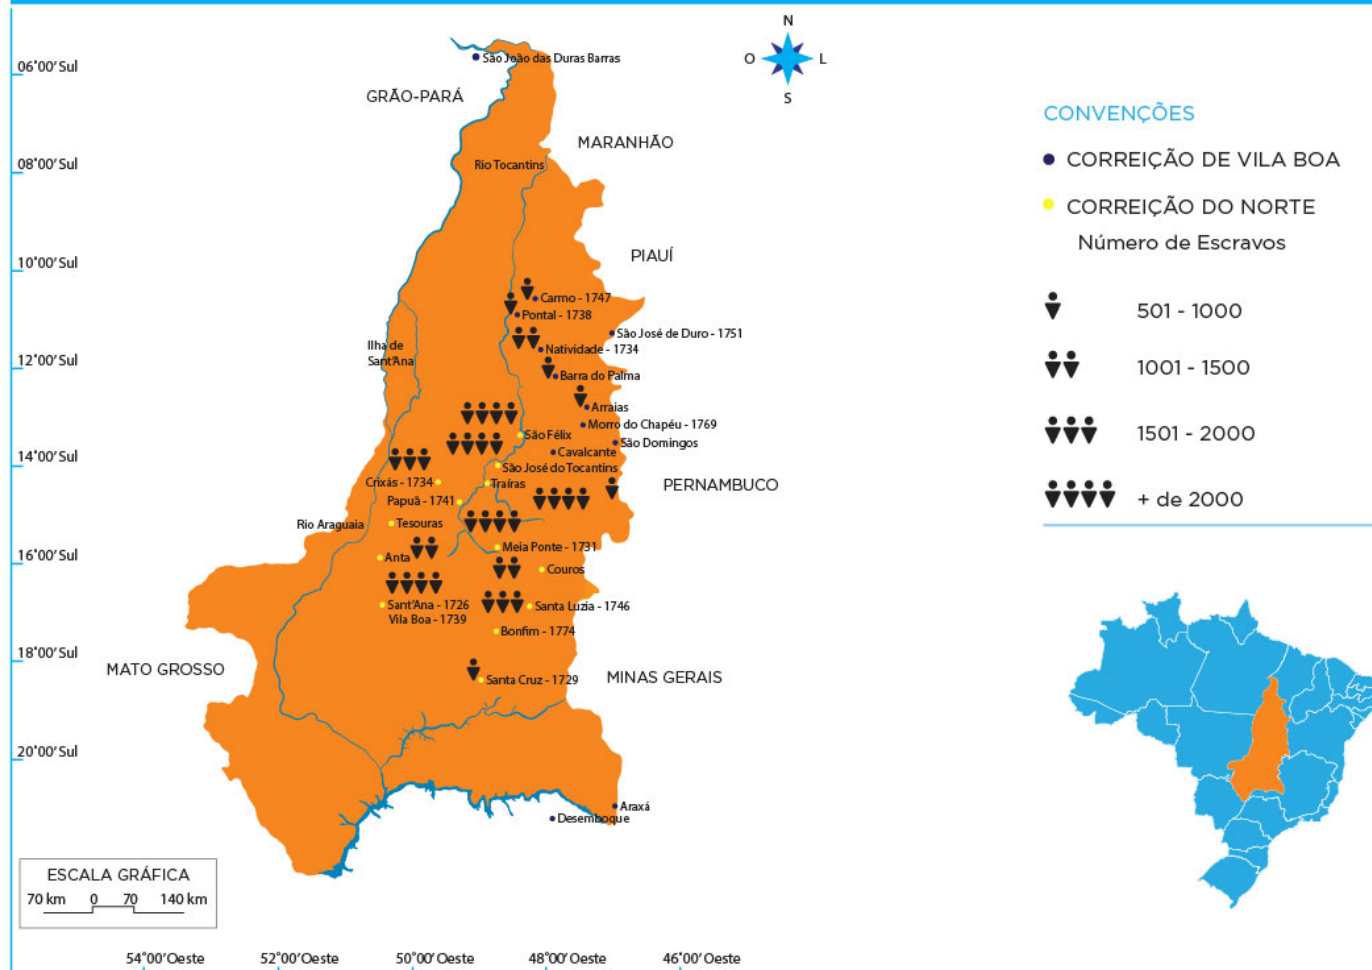 N
O
L
S
06°00'Sul
08°00'Sul
10°00'Sul
12°00'Sul
14°00'Sul
16°00'Sul
18°00'Sul
20°00'Sul
São João das Duras Barras
GRÃO-PARÁ
MARANHÃO
Rio Tocantins
PIAUÍ
Carmo - 1747
Pontal - 1738
São José de Duro - 1751
Ilha de
Sant'Ana
Natividade - 1734
Barra do Palma
Arraias
Morro do Chapéu - 1769
São Félix
São Domingos
Cavalcante
São José do Tocantins
Crixás - 1734
Traíras
PERNAMBUCO
Papuã - 1741
Rio Araguaia
Tesouras
Meia Ponte - 1731
Anta
Couros
Sant'Ana - 1726
Vila Boa - 1739
Santa Luzia - 1746
Bonfim - 1774
MATO GROSSO
MINAS GERAIS
Santa Cruz - 1729
Araxá
Desemboque
ESCALA GRÁFICA
70 km 0 70 140 km
54°00'Oeste
52°00'Oeste
50°00'Oeste
48°00'Oeste
46°00'Oeste
CONVENÇÕES
CORREIÇÃO DE VILA BOA
CORREIÇÃO DO NORTE
Número de Escravos
501 - 1000
1001 - 1500
1501 - 2000
+ de 2000